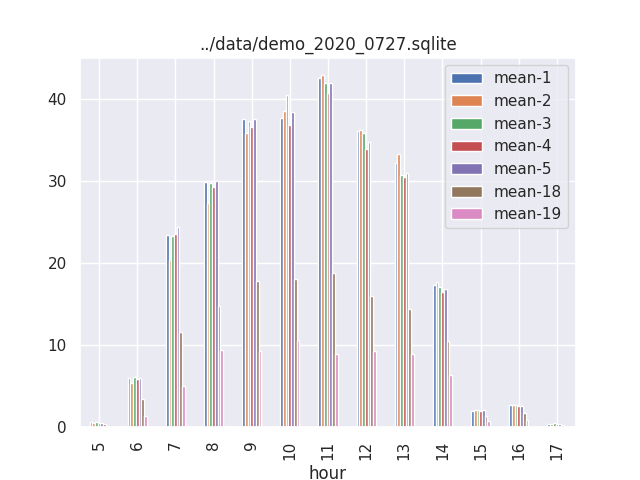 ../data/demo_2020_0727.sqlite
mean-1
mean-2
mean-3
mean-4
mean-5
mean-18
mean-19
40
30
20
10
0
5 6 7 8 9 10 11 12 13 14 15 16 17
hour